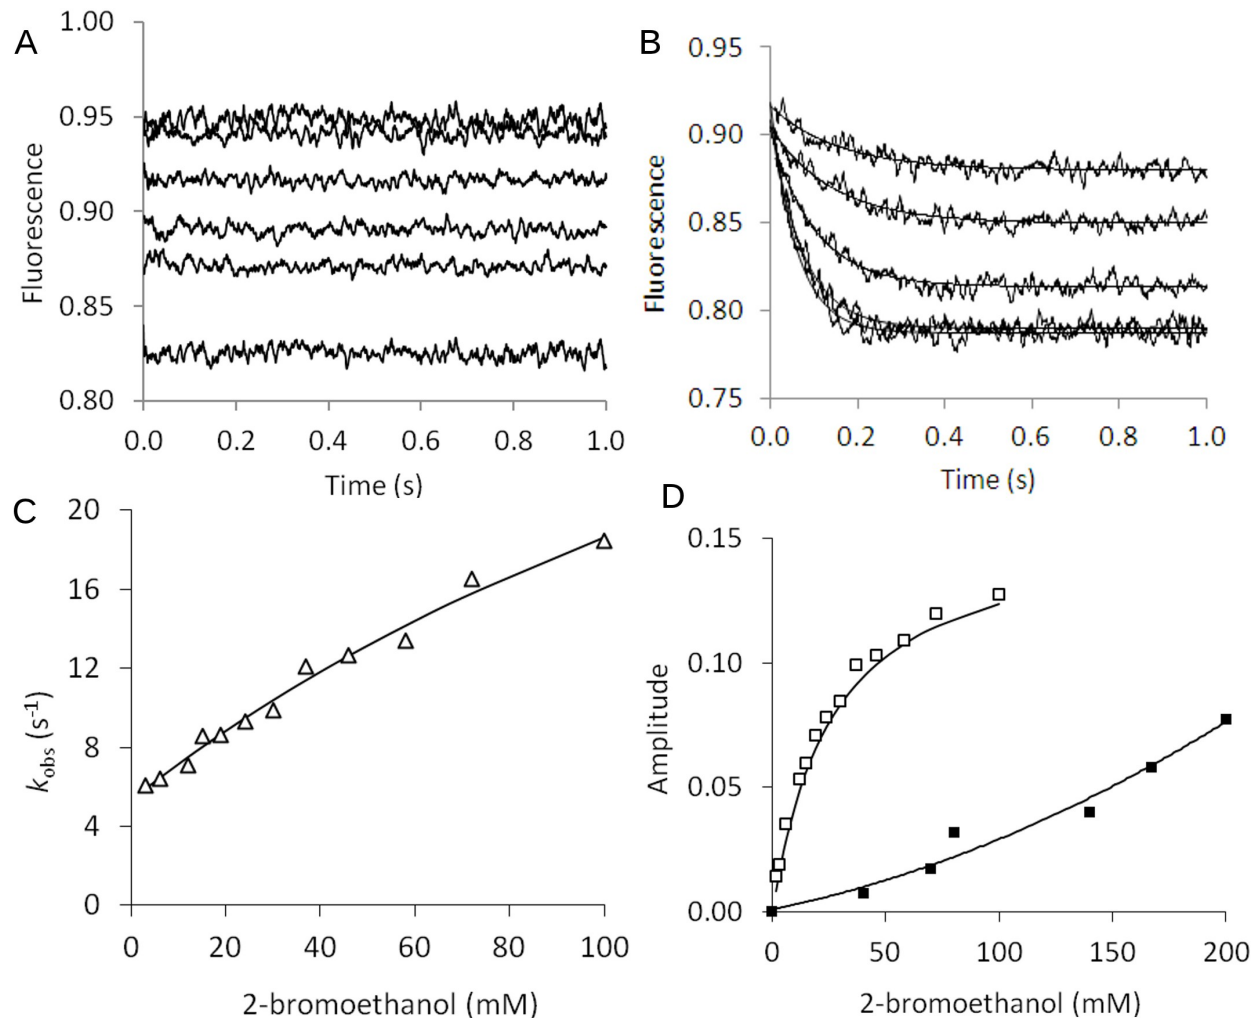 A
1.00
0.95
0.90
0.85
0.80
Fluorescence
0.0 0.2 0.4 0.6 0.8 1.0
Time (s)
B
0.95
0.90
0.85
0.80
0.75
Fluorescence
0.0 0.2 0.4 0.6 0.8 1.0
Time (s)
C
20
16
12
8
4
0
kobs (s-1)
0 20 40 60 80 100
2-bromoethanol (mM)
D
0.15
0.10
0.05
0.00
Amplitude
0 50 100 150 200
2-bromoethanol (mM)